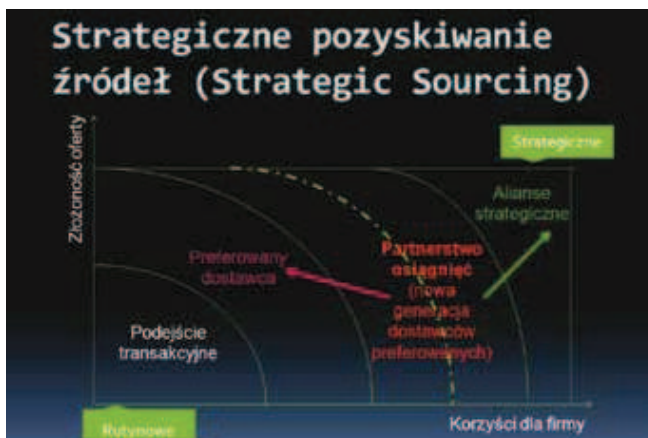 Strategiczne pozyskiwanie
źródeł (Strategic Sourcing)
Złożoność oferty
Strategiczne
Alianse
strategiczne
Preferowany
dostawca
Partnerstwo
osiągnięć
(nowa
generacja
dostawców
preferowanych)
Podejście
transakcyjne
Rutynowe
Korzyści dla firmy